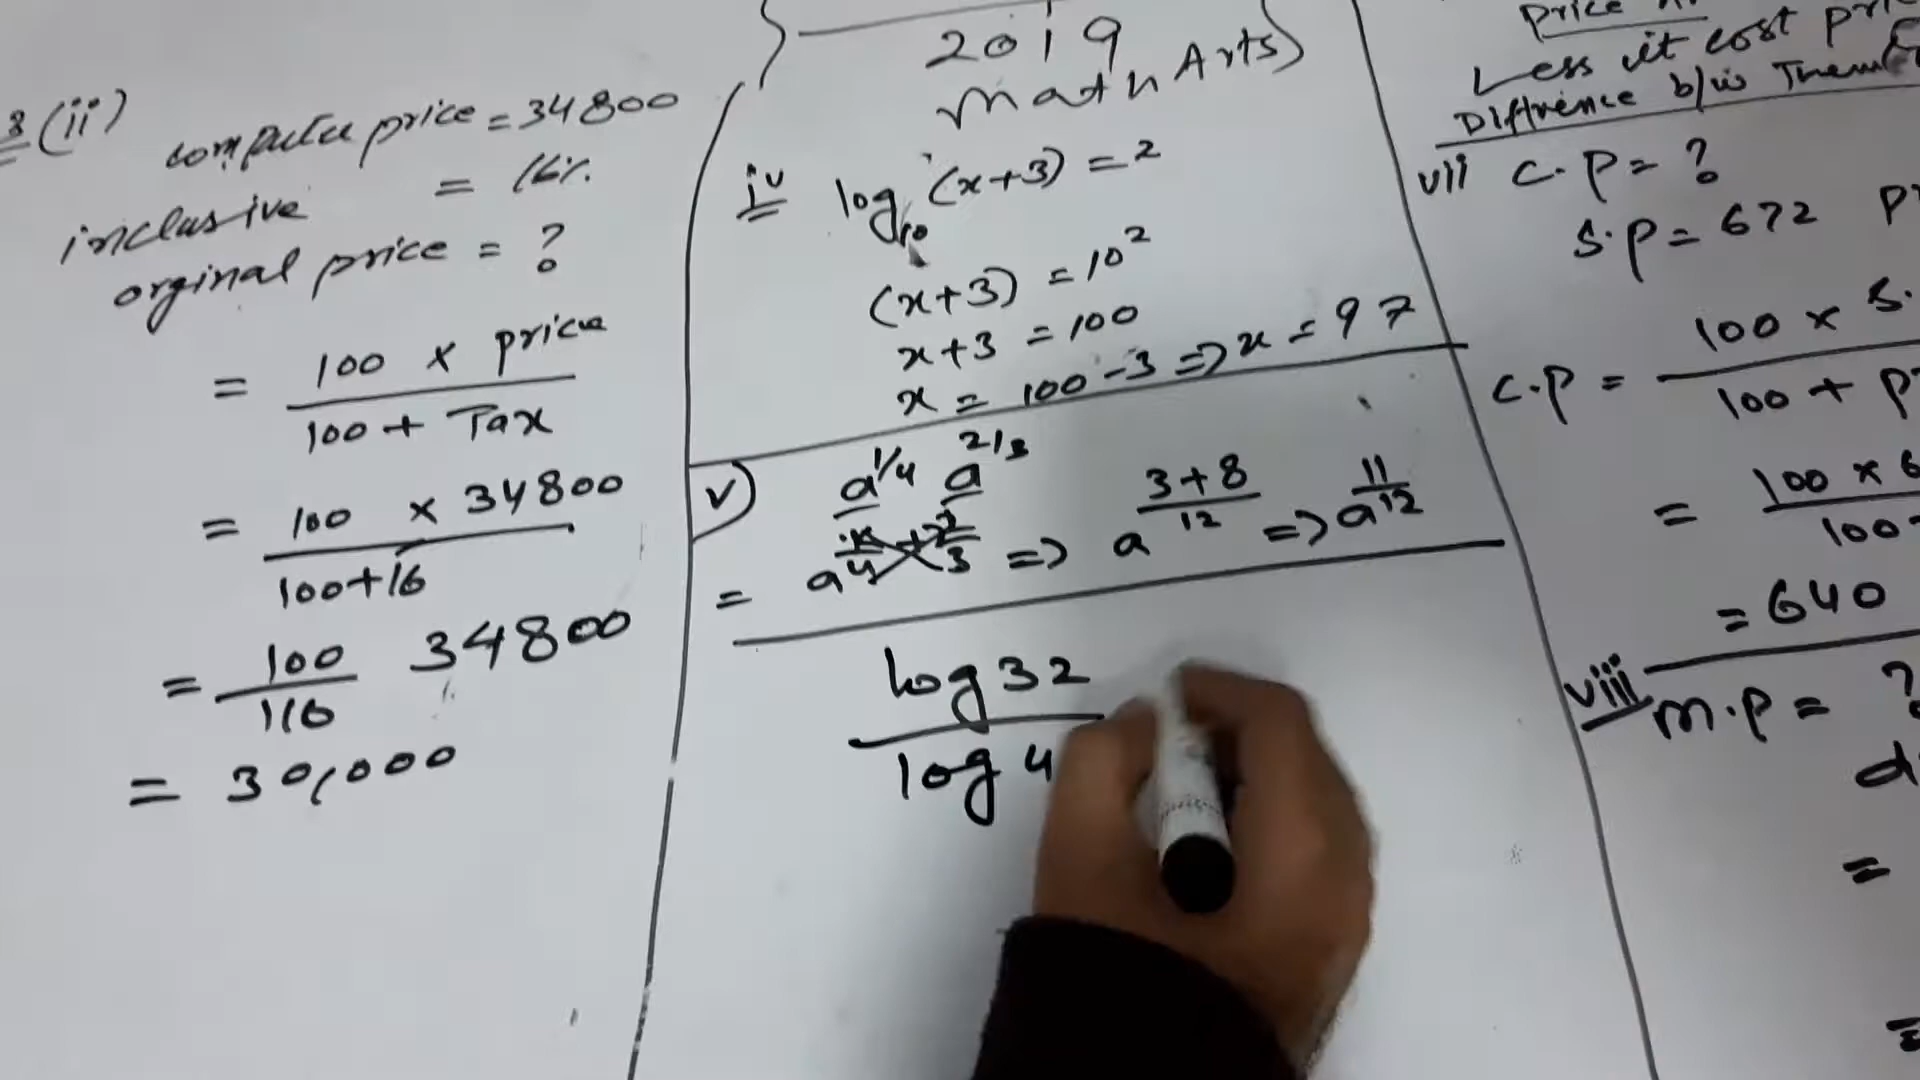 8 (ii)
computer price = 34800
inclusive = 16%
orginal price = ?
= 100 x price
100 + Tax
= 100 x 34800
100+16
= 100 34800
116
= 30,000
2019
Math Arts)
iv log₁₀ (x+3) = 2
(x+3) = 10²
x+3 = 100
x = 100 - 3 => x = 97
v) a^1/4 a^2/3
= a^1/4 + 2/3 => a^3+8/12 => a^11/12
log 32
log 4
Price
Less it cost
Diffrence b/w Them
vii C.P = ?
S.P = 672
C.P = 100 x S.
100 +
= 100 x 6
100
= 640
viii M.P = ?
=